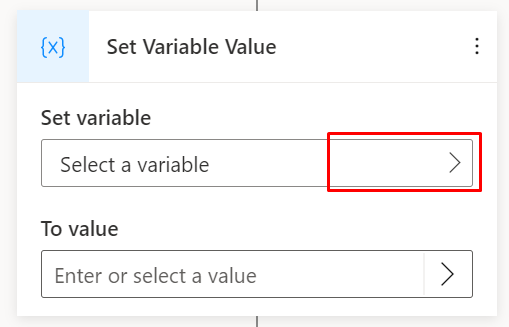 {x} Set Variable Value
Set variable
Select a variable
To value
Enter or select a value